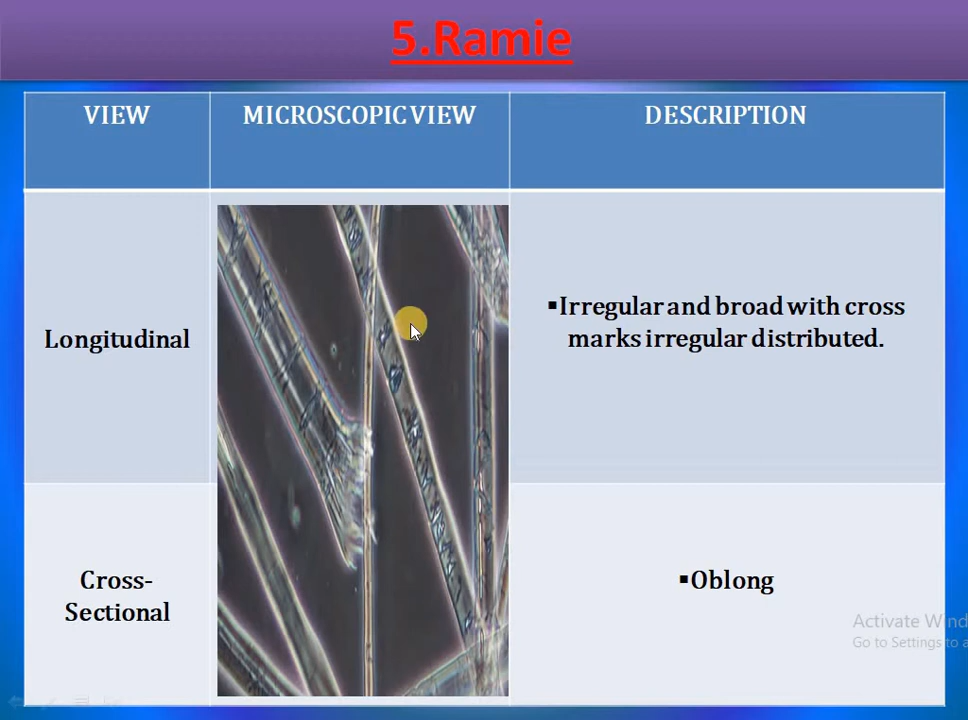 5.Ramie
VIEW
MICROSCOPIC VIEW
DESCRIPTION
Longitudinal
▪Irregular and broad with cross
marks irregular distributed.
Cross-
Sectional
▪Oblong
Activate Wind
Go to Settings to a